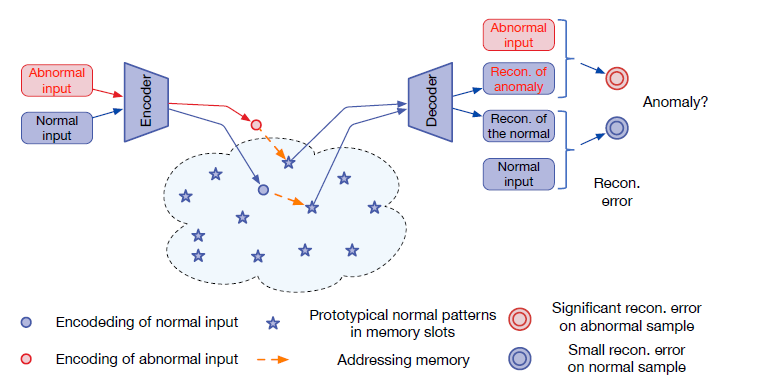 Abnormal
input
Abnormal
input
Recon. of
anomaly
Normal
input
Encoder
Decoder
Recon. of
the normal
Normal
input
Anomaly?
Recon.
error
Encodeding of normal input
Prototypical normal patterns
in memory slots
Significant recon. error
on abnormal sample
Encoding of abnormal input
Addressing memory
Small recon. error
on normal sample